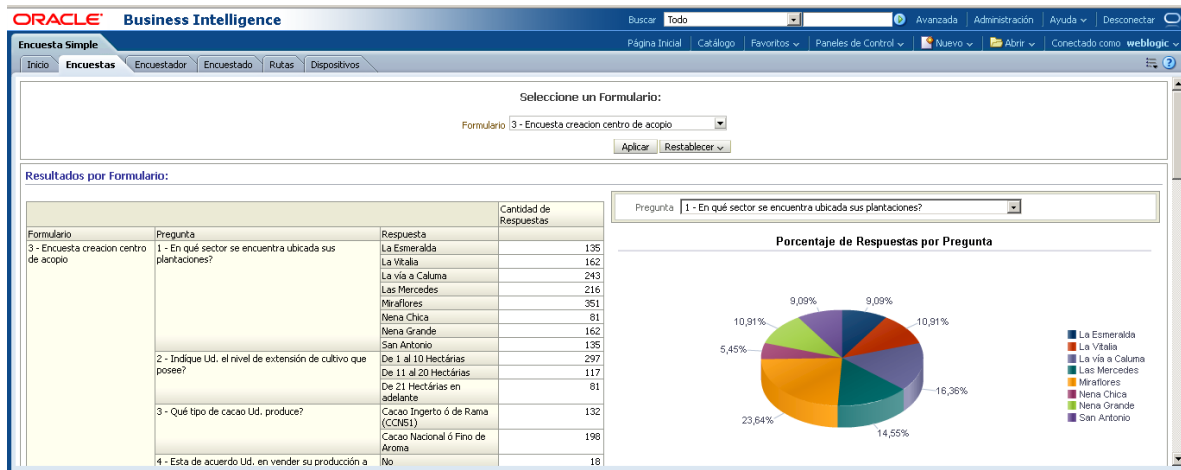 ORACLE Business Intelligence
Buscar Todo Avanzada Administración Ayuda Desconectar
Encuesta Simple
Página Inicial Catálogo Favoritos Paneles de Control Nuevo Abrir Conectado como weblogic
Inicio Encuestas Encuestador Encuestado Rutas Dispositivos
Seleccione un Formulario:
Formulario 3 - Encuesta creacion centro de acopio
Aplicar Restablecer
Resultados por Formulario:
Cantidad de
Respuestas
Formulario Pregunta Respuesta
3 - Encuesta creacion centro
de acopio
1 - En qué sector se encuentra ubicada sus
plantaciones?
La Esmeralda 135
La Vitalia 162
La vía a Caluma 243
Las Mercedes 216
Miraflores 351
Nena Chica 81
Nena Grande 162
San Antonio 135
2 - Indíque Ud. el nivel de extensión de cultivo que
posee?
De 1 al 10 Hectárias 297
De 11 al 20 Hectárias 117
De 21 Hectárias en
adelante
81
3 - Qué tipo de cacao Ud. produce?
Cacao Ingerto ó de Rama
(CCN51)
132
Cacao Nacional ó Fino de
Aroma
198
4 - Esta de acuerdo Ud. en vender su producción a
No 18
Pregunta 1 - En qué sector se encuentra ubicada sus plantaciones?
Porcentaje de Respuestas por Pregunta
9,09% 9,09%
10,91% 10,91%
5,45%
16,36%
23,64%
14,55%
La Esmeralda
La Vitalia
La vía a Caluma
Las Mercedes
Miraflores
Nena Chica
Nena Grande
San Antonio